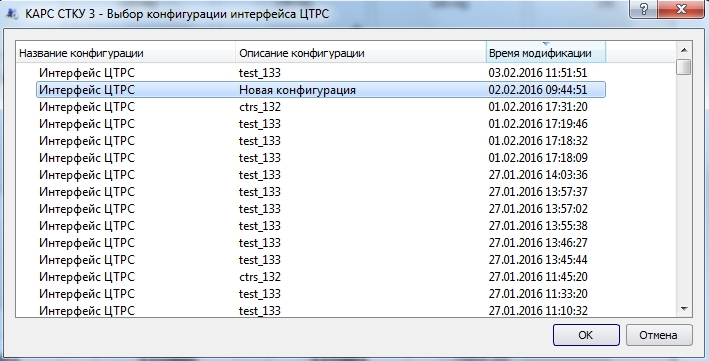 КАРС СТКУ 3 - Выбор конфигурации интерфейса ЦТРС
Название конфигурации Описание конфигурации Время модификации
Интерфейс ЦТРС test_133 03.02.2016 11:51:51
Интерфейс ЦТРС Новая конфигурация 02.02.2016 09:44:51
Интерфейс ЦТРС ctrs_132 01.02.2016 17:31:20
Интерфейс ЦТРС test_133 01.02.2016 17:19:46
Интерфейс ЦТРС test_133 01.02.2016 17:18:32
Интерфейс ЦТРС test_133 01.02.2016 17:18:09
Интерфейс ЦТРС test_133 27.01.2016 14:03:36
Интерфейс ЦТРС test_133 27.01.2016 13:57:37
Интерфейс ЦТРС test_133 27.01.2016 13:57:02
Интерфейс ЦТРС test_133 27.01.2016 13:55:38
Интерфейс ЦТРС test_133 27.01.2016 13:46:27
Интерфейс ЦТРС test_133 27.01.2016 13:45:44
Интерфейс ЦТРС ctrs_132 27.01.2016 11:45:20
Интерфейс ЦТРС test_133 27.01.2016 11:33:20
Интерфейс ЦТРС test_133 27.01.2016 11:10:32
OK Отмена